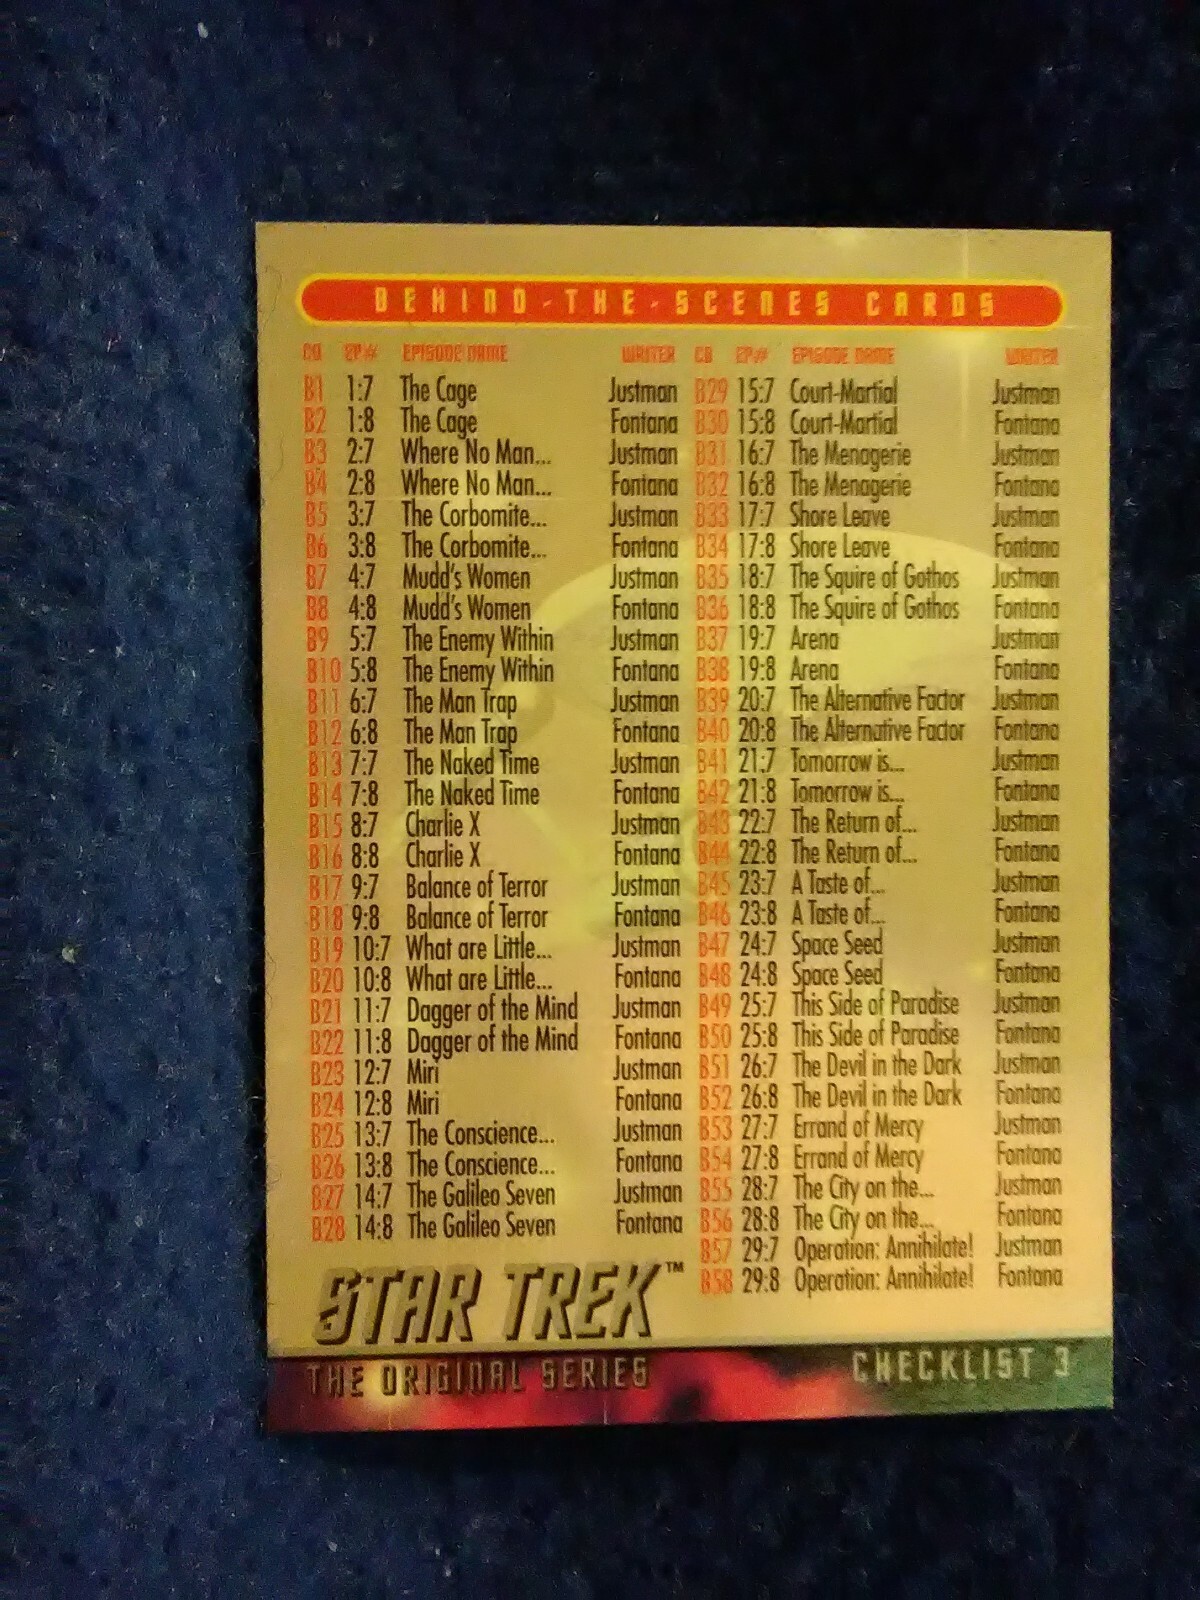 BEHIND-THE-SCENES CARDS
CD EP# EPISODE NAME WRITER
B1 1:7 The Cage Justman
B2 1:8 The Cage Fontana
B3 2:7 Where No Man... Justman
B4 2:8 Where No Man... Fontana
B5 3:7 The Corbomite... Justman
B6 3:8 The Corbomite... Fontana
B7 4:7 Mudd's Women Justman
B8 4:8 Mudd's Women Fontana
B9 5:7 The Enemy Within Justman
B10 5:8 The Enemy Within Fontana
B11 6:7 The Man Trap Justman
B12 6:8 The Man Trap Fontana
B13 7:7 The Naked Time Justman
B14 7:8 The Naked Time Fontana
B15 8:7 Charlie X Justman
B16 8:8 Charlie X Fontana
B17 9:7 Balance of Terror Justman
B18 9:8 Balance of Terror Fontana
B19 10:7 What are Little... Justman
B20 10:8 What are Little... Fontana
B21 11:7 Dagger of the Mind Justman
B22 11:8 Dagger of the Mind Fontana
B23 12:7 Miri Justman
B24 12:8 Miri Fontana
B25 13:7 The Conscience... Justman
B26 13:8 The Conscience... Fontana
B27 14:7 The Galileo Seven Justman
B28 14:8 The Galileo Seven Fontana
CD EP# EPISODE NAME WRITER
B29 15:7 Court-Martial Justman
B30 15:8 Court-Martial Fontana
B31 16:7 The Menagerie Justman
B32 16:8 The Menagerie Fontana
B33 17:7 Shore Leave Justman
B34 17:8 Shore Leave Fontana
B35 18:7 The Squire of Gothos Justman
B36 18:8 The Squire of Gothos Fontana
B37 19:7 Arena Justman
B38 19:8 Arena Fontana
B39 20:7 The Alternative Factor Justman
B40 20:8 The Alternative Factor Fontana
B41 21:7 Tomorrow is... Justman
B42 21:8 Tomorrow is... Fontana
B43 22:7 The Return of... Justman
B44 22:8 The Return of... Fontana
B45 23:7 A Taste of... Justman
B46 23:8 A Taste of... Fontana
B47 24:7 Space Seed Justman
B48 24:8 Space Seed Fontana
B49 25:7 This Side of Paradise Justman
B50 25:8 This Side of Paradise Fontana
B51 26:7 The Devil in the Dark Justman
B52 26:8 The Devil in the Dark Fontana
B53 27:7 Errand of Mercy Justman
B54 27:8 Errand of Mercy Fontana
B55 28:7 The City on the... Justman
B56 28:8 The City on the... Fontana
B57 29:7 Operation: Annihilate! Justman
B58 29:8 Operation: Annihilate! Fontana
STAR TREK™
THE ORIGINAL SERIES
CHECKLIST 3